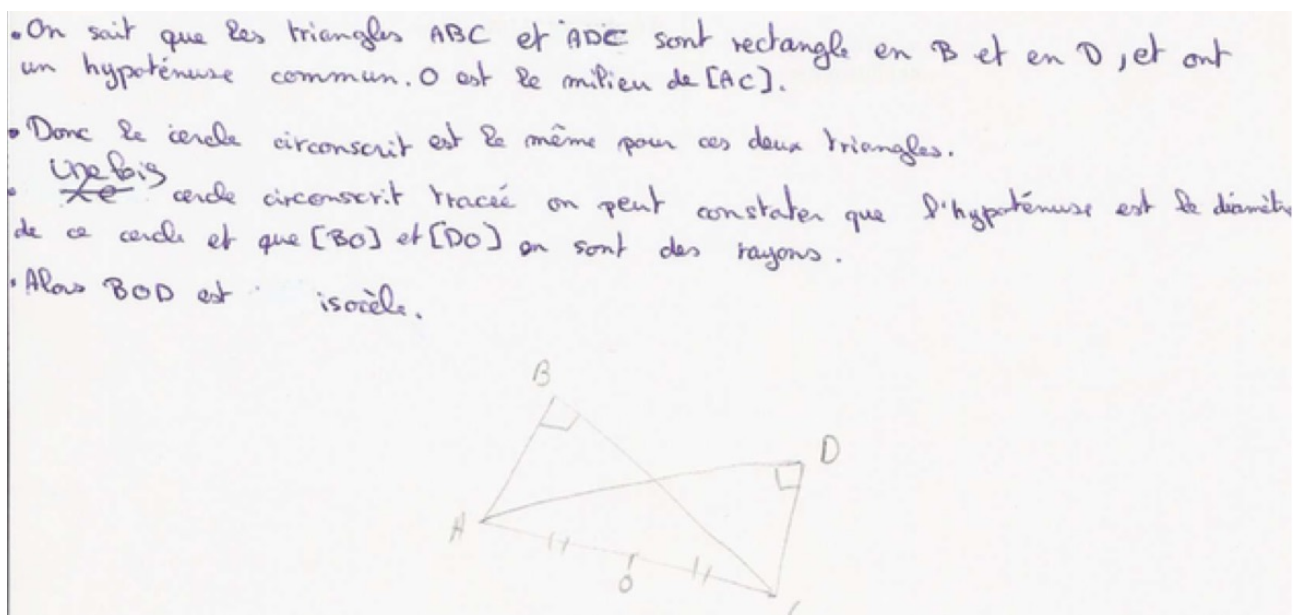 • On sait que les triangles ABC et ADC sont rectangle en B et en D, et ont
un hypoténuse commun. O est le milieu de [AC].
• Donc le cercle circonscrit est le même pour ces deux triangles.
• Une fois cercle circonscrit tracé on peut constater que l'hypoténuse est le diamètre
de ce cercle et que [BO] et [DO] en sont des rayons.
• Alors BOD est isocèle.
B
D
A
O
C